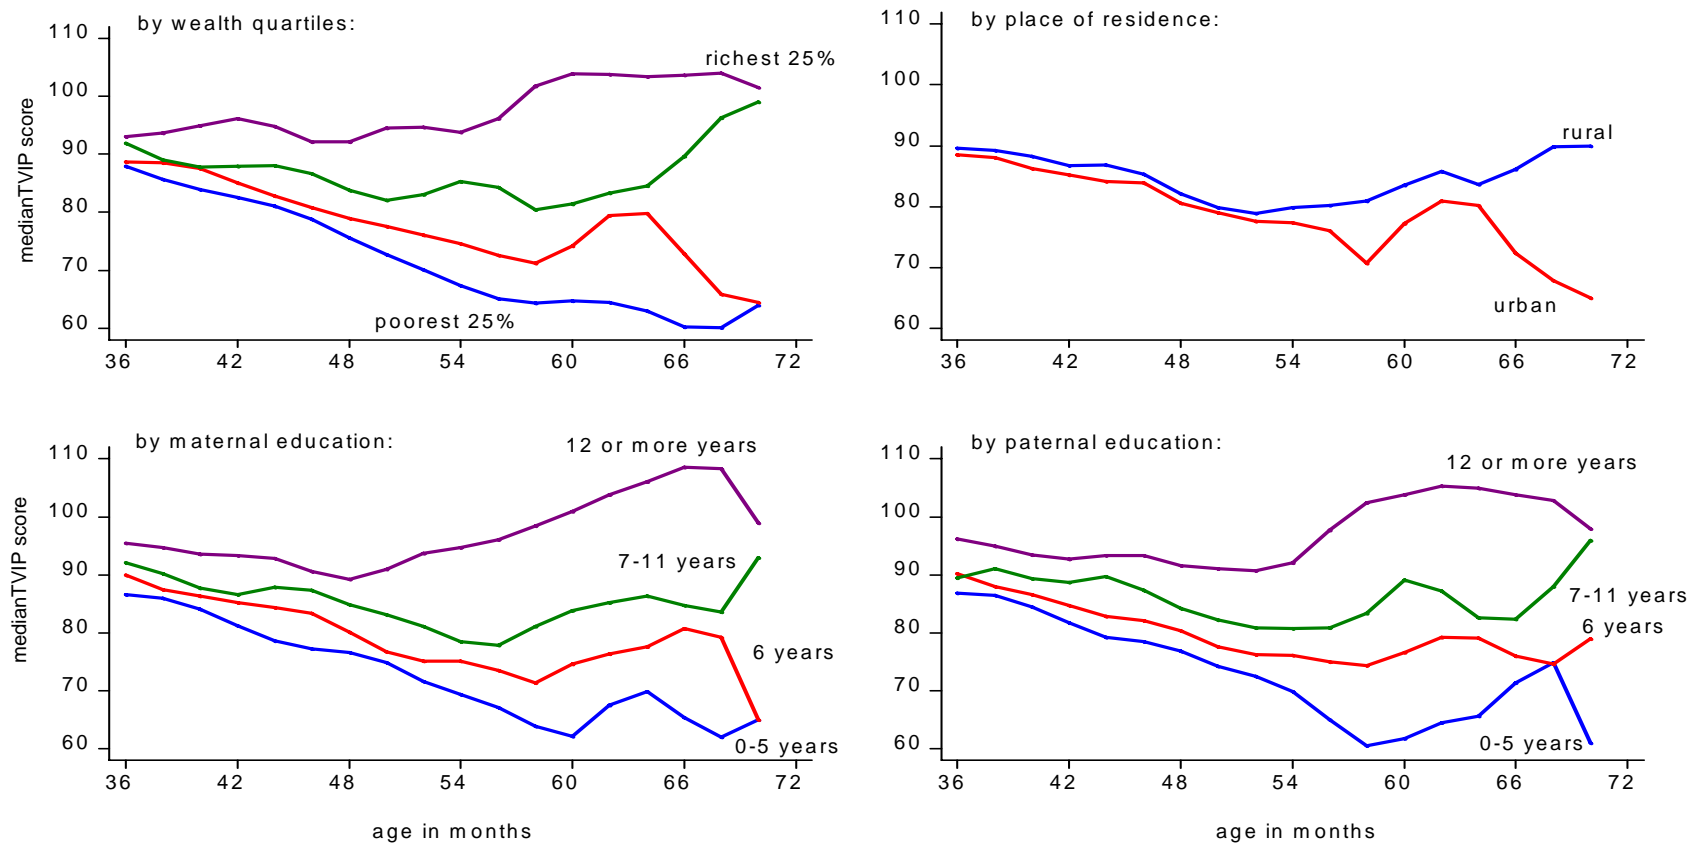 by wealth quartiles:
richest 25%
poorest 25%
medianTVIP score
110
100
90
80
70
60
36 42 48 54 60 66 72
by place of residence:
rural
urban
110
100
90
80
70
60
36 42 48 54 60 66 72
by maternal education:
12 or more years
7-11 years
6 years
0-5 years
medianTVIP score
110
100
90
80
70
60
36 42 48 54 60 66 72
age in months
by paternal education:
12 or more years
7-11 years
6 years
0-5 years
110
100
90
80
70
60
36 42 48 54 60 66 72
age in months